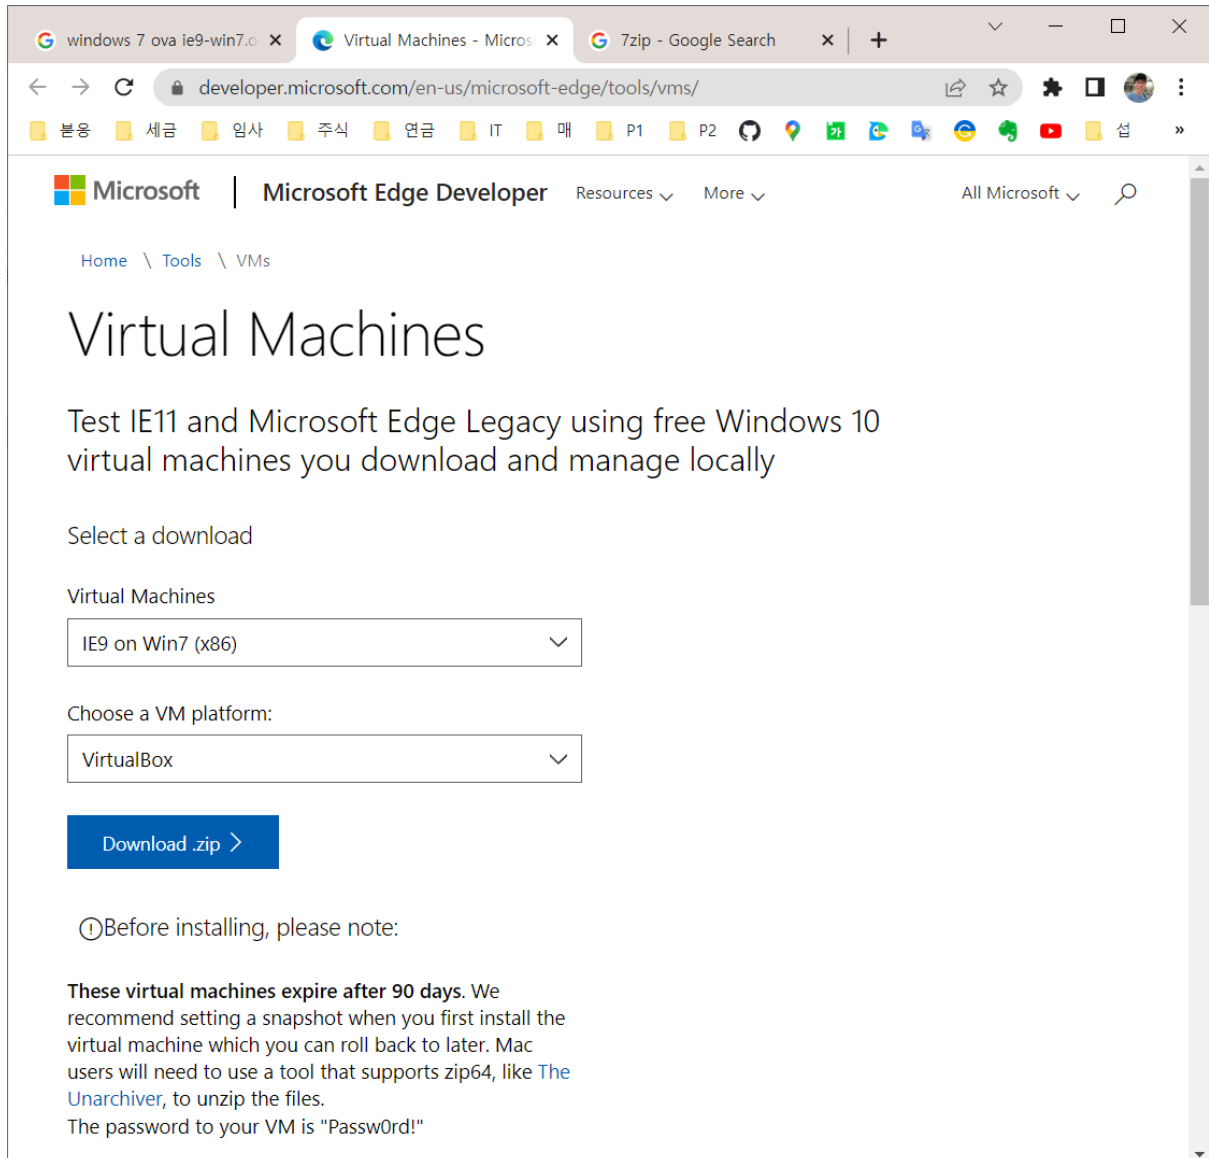 windows 7 ova ie9-win7.o
Virtual Machines - Micros
7zip - Google Search
developer.microsoft.com/en-us/microsoft-edge/tools/vms/
붇옹 세금 임사 주식 연금 IT 매 P1 P2 섭 »
Microsoft | Microsoft Edge Developer Resources More All Microsoft
Home \ Tools \ VMs
Virtual Machines
Test IE11 and Microsoft Edge Legacy using free Windows 10
virtual machines you download and manage locally
Select a download
Virtual Machines
IE9 on Win7 (x86)
Choose a VM platform:
VirtualBox
Download .zip
Before installing, please note:
These virtual machines expire after 90 days. We
recommend setting a snapshot when you first install the
virtual machine which you can roll back to later. Mac
users will need to use a tool that supports zip64, like The
Unarchiver, to unzip the files.
The password to your VM is "Passw0rd!"